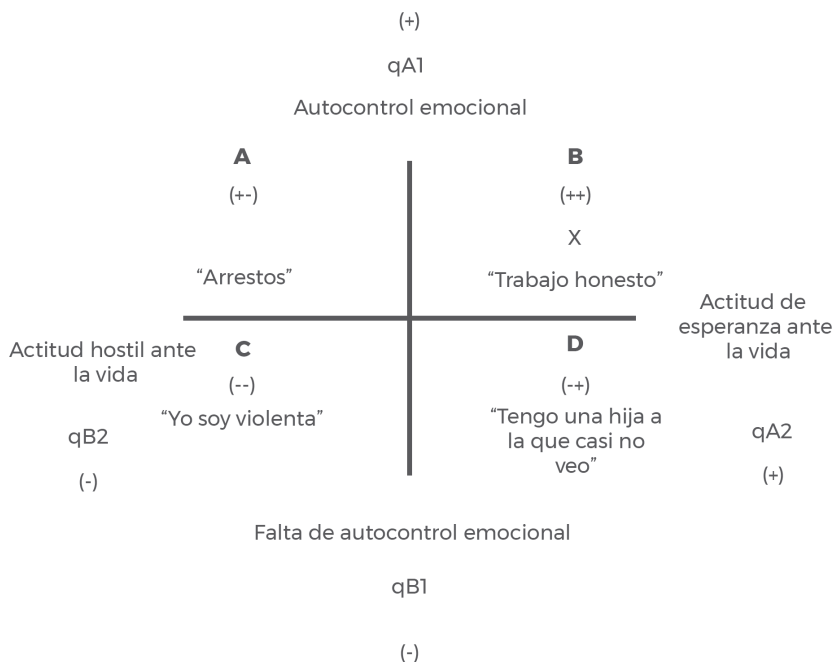 (+)
qA1
Autocontrol emocional
A
B
(+-)
(++)
X
“Arrestos”
“Trabajo honesto”
Actitud de
esperanza ante
la vida
Actitud hostil ante
la vida
C
D
(--)
(-+)
“Yo soy violenta”
“Tengo una hija a
la que casi no
veo”
qB2
(-)
qA2
(+)
Falta de autocontrol emocional
qB1
(-)